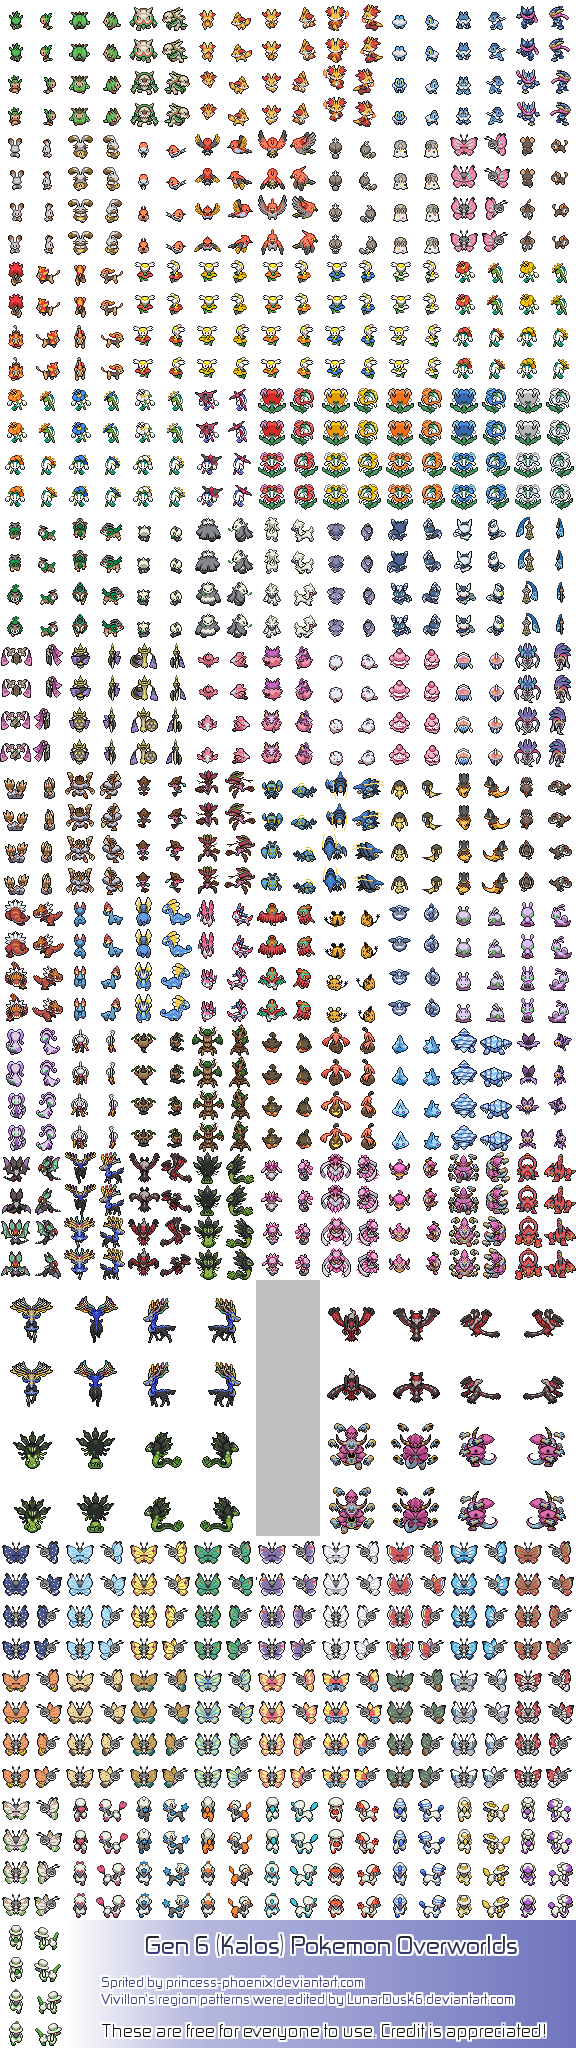 Gen 6 (Kalos) Pokemon Overworlds
Sprited by princess-phoenix.deviantart.com
Vivillon's region patterns were edited by LunarDusk6.deviantart.com
These are free for everyone to use. Credit is appreciated!